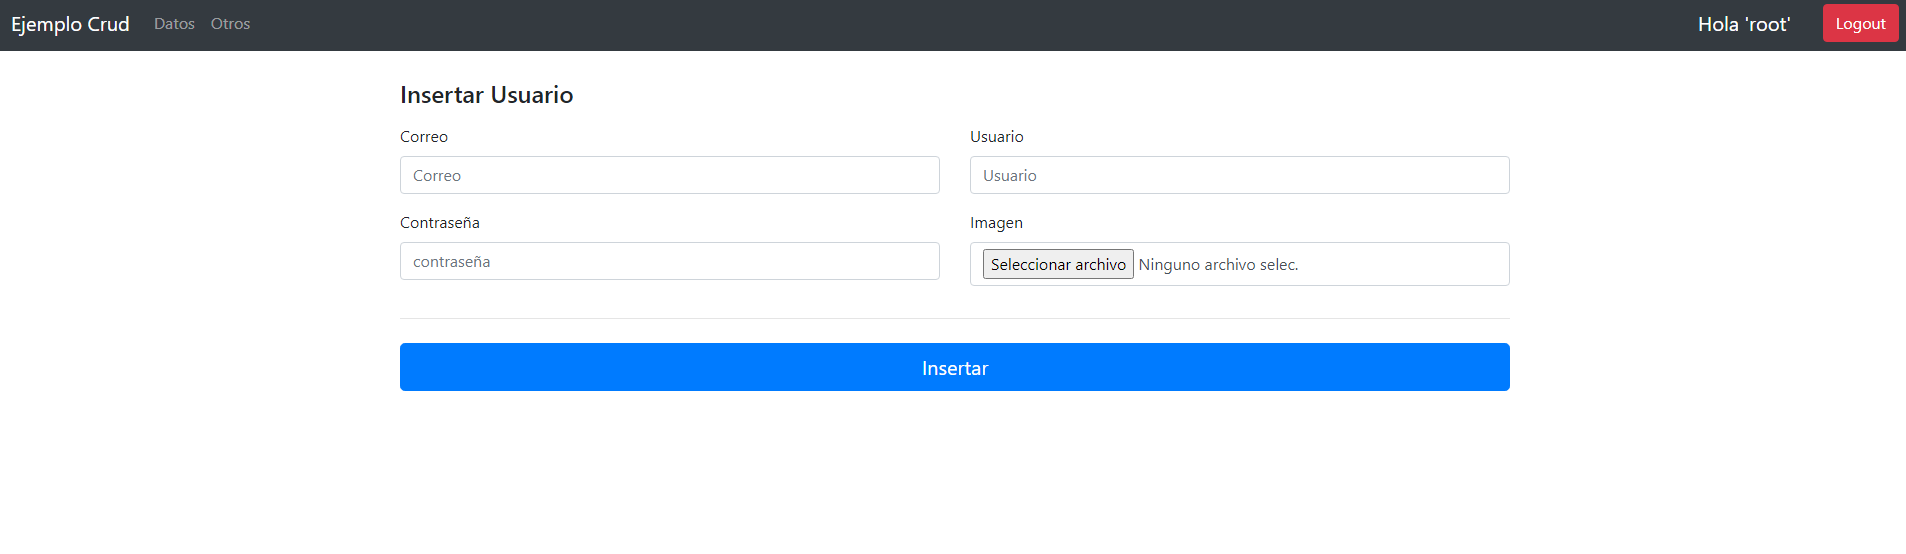 Ejemplo Crud Datos Otros Hola 'root' Logout
Insertar Usuario
Correo Usuario
Correo Usuario
Contraseña Imagen
contraseña Seleccionar archivo Ninguno archivo selec.
Insertar